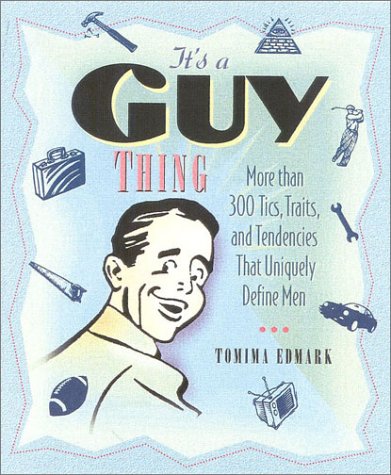 It's a
GUY
THING
More than
300 Tics, Traits,
and Tendencies
That Uniquely
Define Men
TOMIMA EDMARK